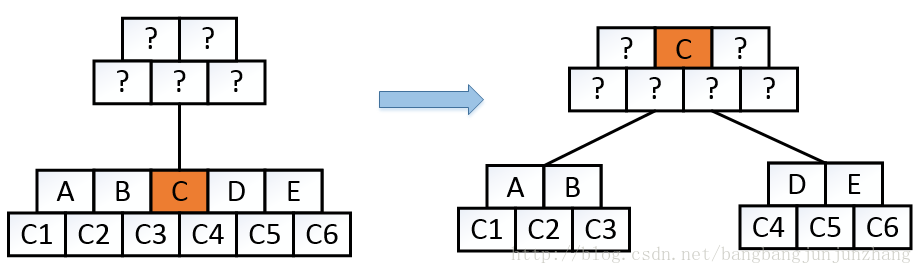 ? ?
? ? ?
A B C D E
C1 C2 C3 C4 C5 C6
? C ?
? ? ? ?
A B
C1 C2 C3
D E
C4 C5 C6
http://blog.csdn.net/bangbangjunjunzhang